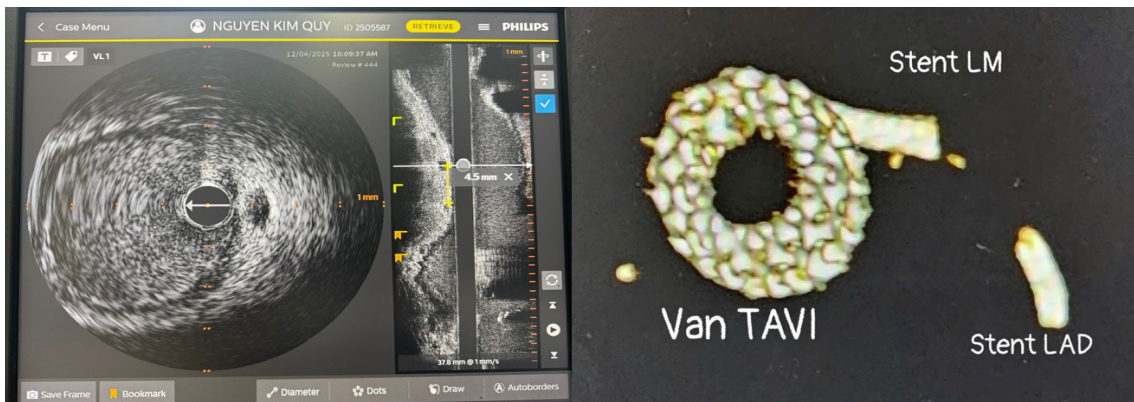 Case Menu
NGUYEN KIM QUY
ID 2505587
RETRIEVE
PHILIPS
T
VL 1
12/04/2025 10:09:37 AM
Review # 444
1 mm
1 mm
4.5 mm
37.8 mm @ 1 mm/s
Save Frame
Bookmark
Diameter
Dots
Draw
A Autoborders
Stent LM
Van TAVI
Stent LAD